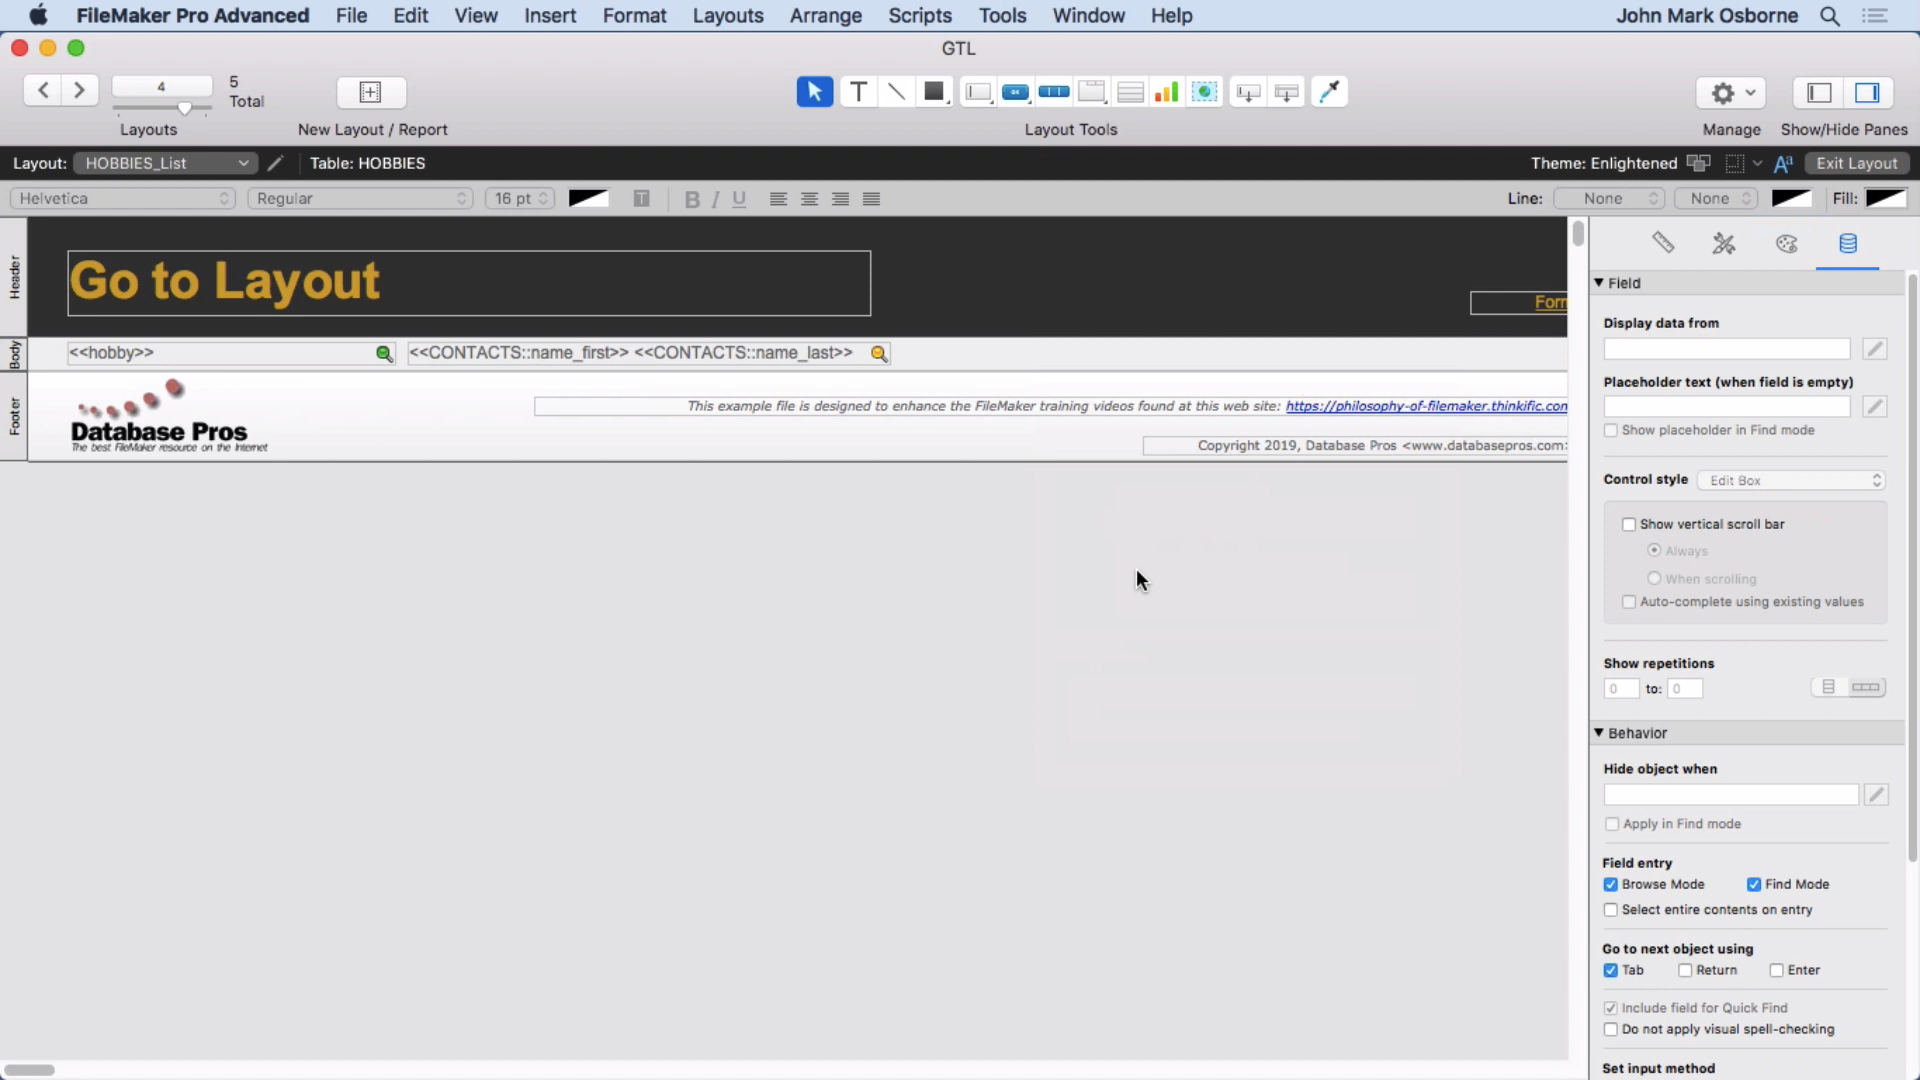 FileMaker Pro Advanced File Edit View Insert Format Layouts Arrange Scripts Tools Window Help John Mark Osborne
GTL
4
5
Total
Layouts
New Layout / Report
Layout Tools
Manage
Show/Hide Panes
Layout: HOBBIES_List Table: HOBBIES Theme: Enlightened Aa Exit Layout
Helvetica Regular 16 pt B I U Line: None None Fill:
Header
Go to Layout
Form
Body
<<hobby>> <<CONTACTS::name_first>> <<CONTACTS::name_last>>
Footer
This example file is designed to enhance the FileMaker training videos found at this web site: https://philosophy-of-filemaker.thinkific.com
Database Pros
The best FileMaker resource on the Internet
Copyright 2019, Database Pros <www.databasepros.com>
Field
Display data from
Placeholder text (when field is empty)
Show placeholder in Find mode
Control style Edit Box
Show vertical scroll bar
Always
When scrolling
Auto-complete using existing values
Show repetitions
0 to: 0
Behavior
Hide object when
Apply in Find mode
Field entry
Browse Mode Find Mode
Select entire contents on entry
Go to next object using
Tab Return Enter
Include field for Quick Find
Do not apply visual spell-checking
Set input method